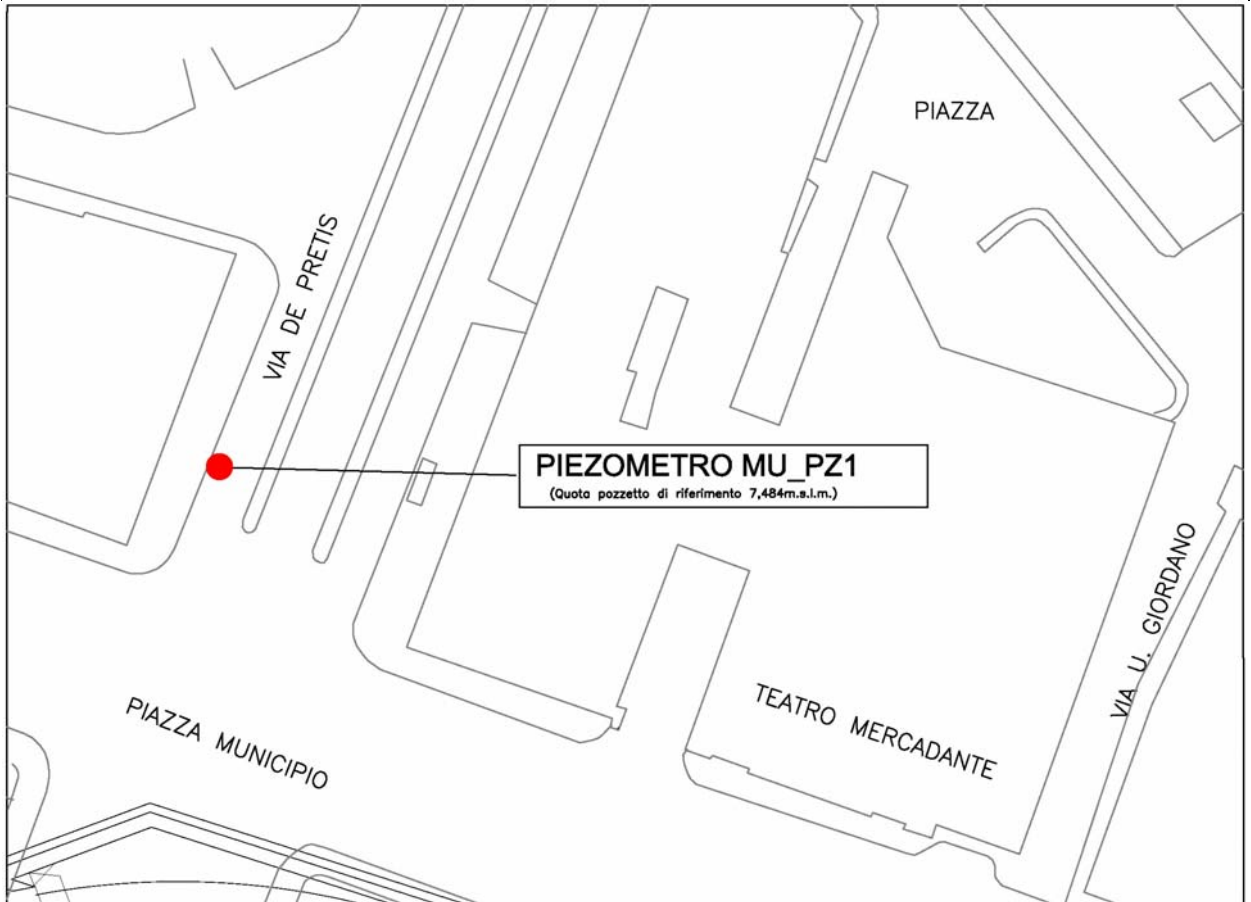 PIAZZA
VIA DE PRETIS
PIEZOMETRO MU_PZ1
(Quota pozzetto di riferimento 7,484m.s.l.m.)
VIA U. GIORDANO
TEATRO MERCADANTE
PIAZZA MUNICIPIO